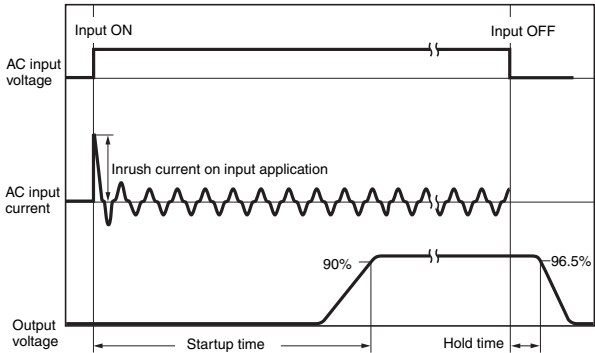 Input ON
Input OFF
AC input
voltage
Inrush current on input application
AC input
current
90%
96.5%
Output
voltage
Startup time
Hold time